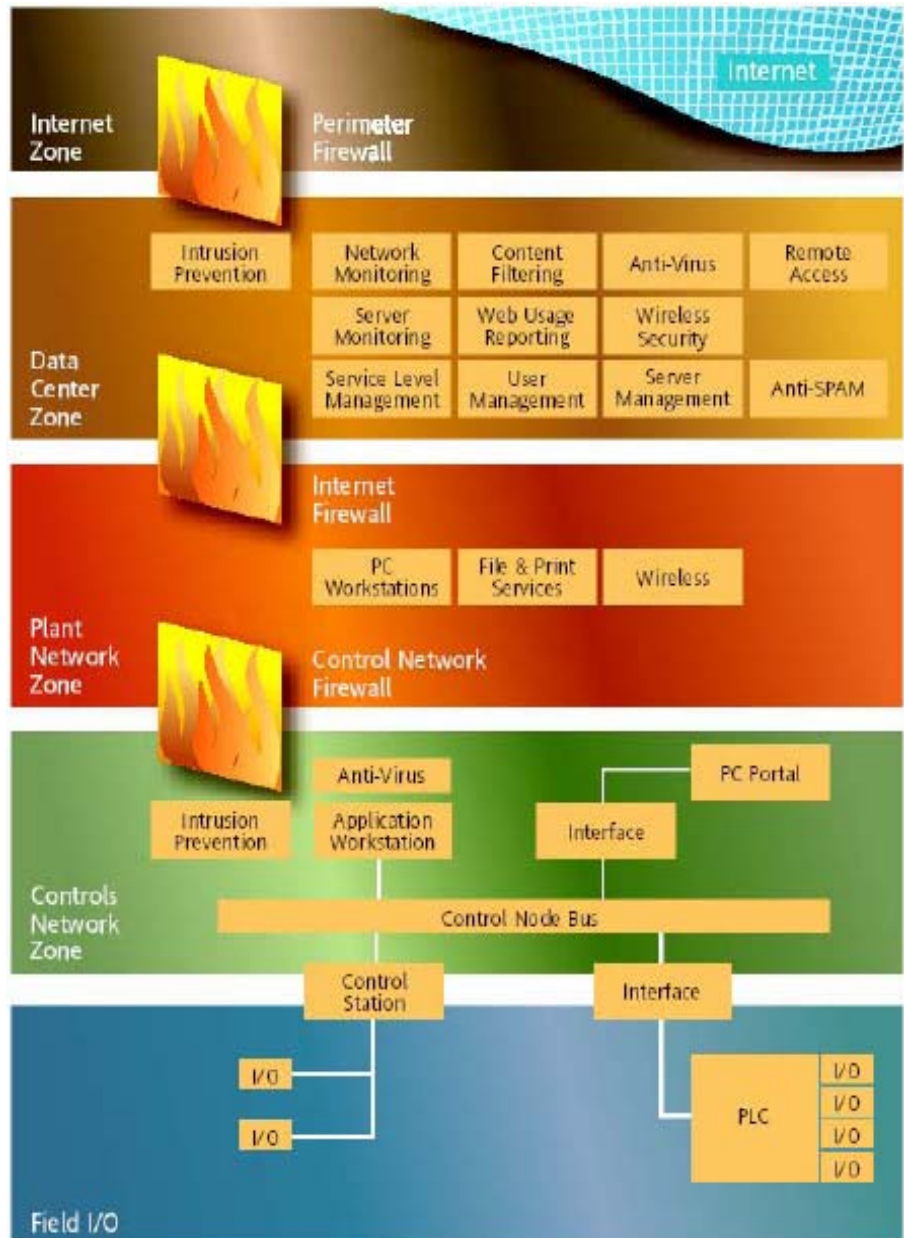 Internet
Internet
Zone
Perimeter
Firewall
Intrusion
Prevention
Network
Monitoring
Content
Filtering
Anti-Virus
Remote
Access
Server
Monitoring
Web Usage
Reporting
Wireless
Security
Data
Center
Zone
Service Level
Management
User
Management
Server
Management
Anti-SPAM
Internet
Firewall
PC
Workstations
File & Print
Services
Wireless
Plant
Network
Zone
Control Network
Firewall
Anti-Virus
PC Portal
Intrusion
Prevention
Application
Workstation
Interface
Controls
Network
Zone
Control Node Bus
Control
Station
Interface
I/O
I/O
PLC
I/O
I/O
I/O
I/O
Field I/O